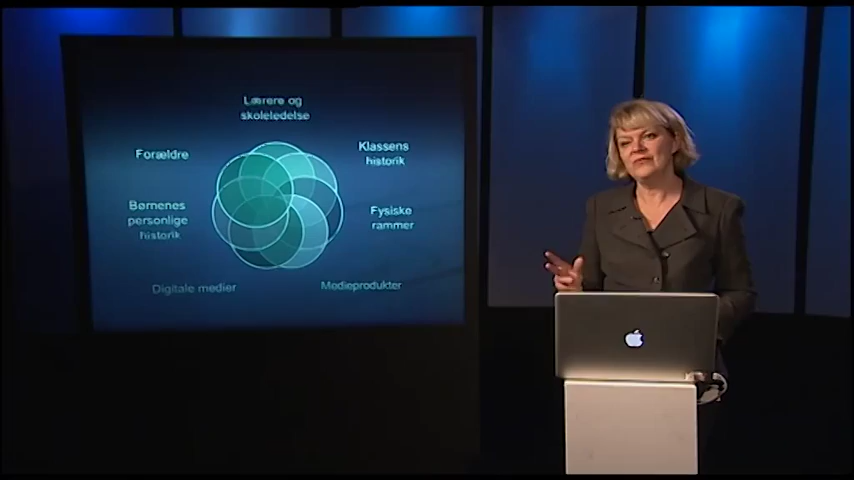 Lærere og
skoleledelse
Forældre
Klassens
historik
Børnenes
personlige
historik
Fysiske
rammer
Digitale medier
Medieprodukter